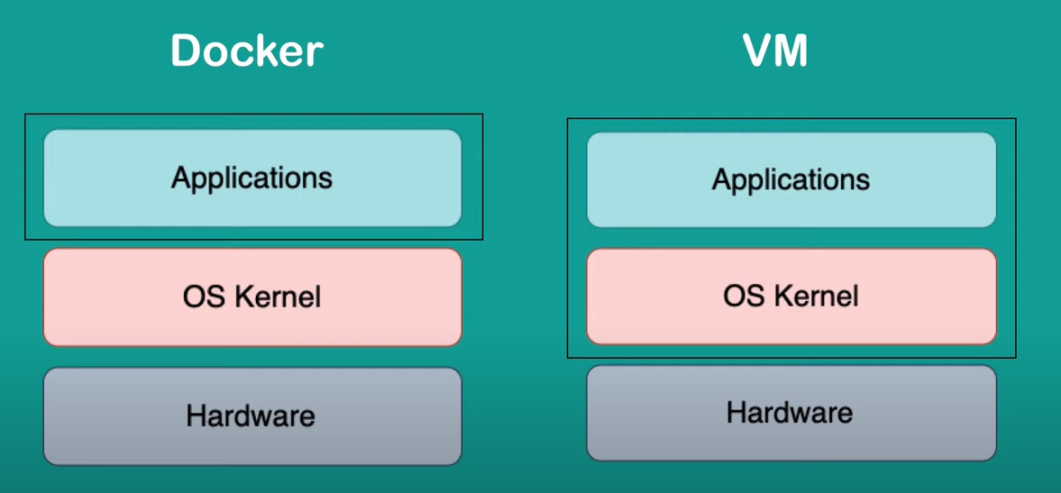 Docker
VM
Applications
Applications
OS Kernel
OS Kernel
Hardware
Hardware